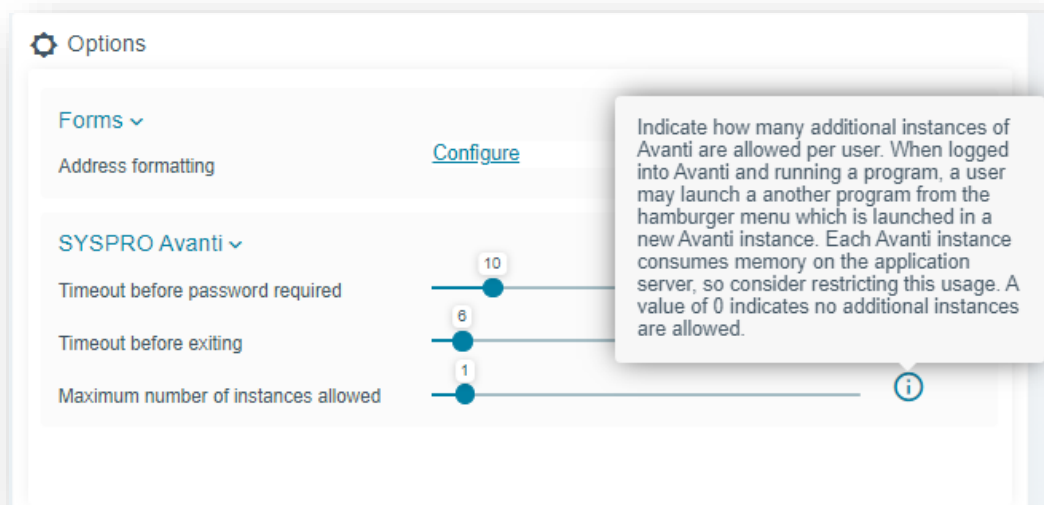 Options
Forms
Address formatting
Configure
SYSPRO Avanti
Timeout before password required
10
Timeout before exiting
6
Maximum number of instances allowed
1
Indicate how many additional instances of
Avanti are allowed per user. When logged
into Avanti and running a program, a user
may launch a another program from the
hamburger menu which is launched in a
new Avanti instance. Each Avanti instance
consumes memory on the application
server, so consider restricting this usage. A
value of 0 indicates no additional instances
are allowed.